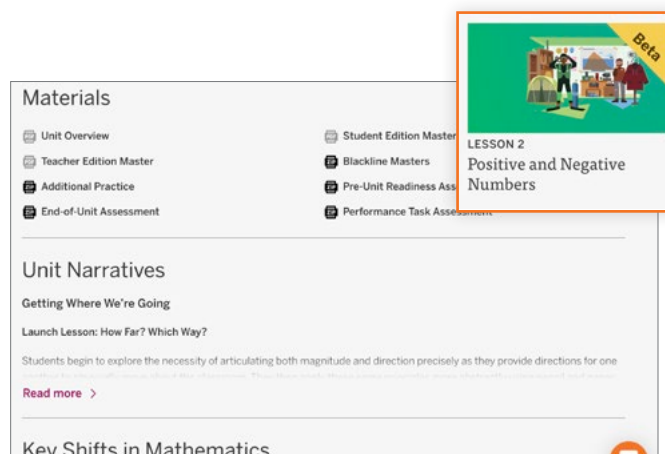 Materials
Unit Overview
Student Edition Master
Teacher Edition Master
Blackline Masters
Additional Practice
Pre-Unit Readiness Ass
End-of-Unit Assessment
Performance Task Assessment
Beta
LESSON 2
Positive and Negative
Numbers
Unit Narratives
Getting Where We're Going
Launch Lesson: How Far? Which Way?
Students begin to explore the necessity of articulating both magnitude and direction precisely as they provide directions for one
Read more >
Key Shifts in Mathematics